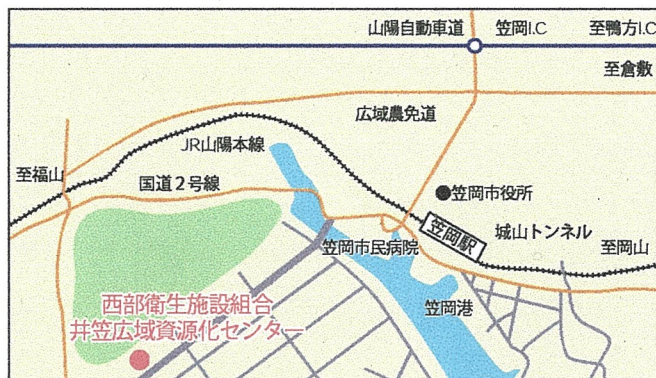 山陽自動車道 笠岡I.C 至鴨方I.C
至倉敷
広域農免道
JR山陽本線
至福山
国道2号線
笠岡市役所
笠岡駅
城山トンネル
笠岡市民病院
至岡山
笠岡港
西部衛生施設組合
井笠広域資源化センター